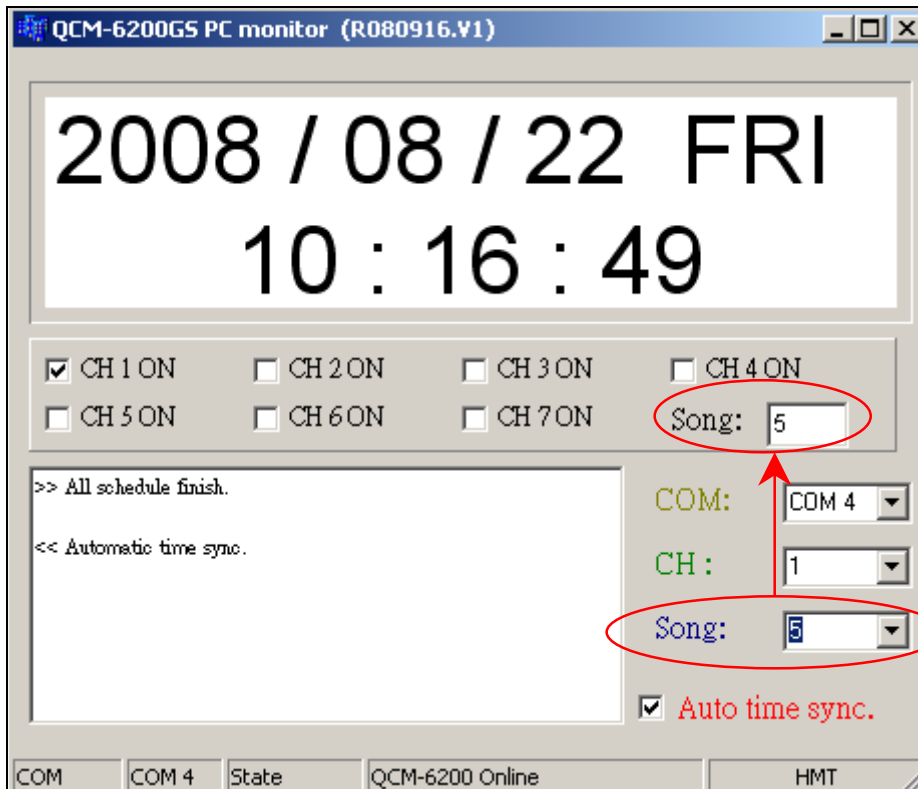 QCM-6200GS PC monitor (R080916.V1)
2008 / 08 / 22 FRI
10 : 16 : 49
CH 1 ON CH 2 ON CH 3 ON CH 4 ON
CH 5 ON CH 6 ON CH 7 ON Song: 5
>> All schedule finish.
<< Automatic time sync.
COM: COM 4
CH : 1
Song: 5
Auto time sync.
COM COM 4 State QCM-6200 Online HMT